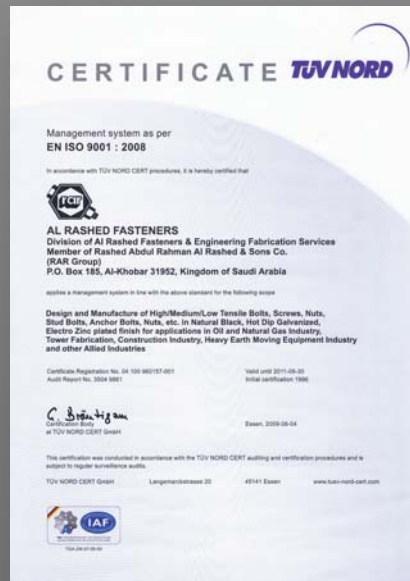 CERTIFICATE TÜV NORD
Management system as per
EN ISO 9001 : 2008
In accordance with TÜV NORD CERT procedures, it is hereby certified that
AL RASHED FASTENERS
Division of Al Rashed Fasteners & Engineering Fabrication Services
Member of Rashed Abdul Rahman Al Rashed & Sons Co.
(RAR Group)
P.O. Box 185, Al-Khobar 31952, Kingdom of Saudi Arabia
applies a management system in line with the above standard for the following scope
Design and Manufacture of High/Medium/Low Tensile Bolts, Screws, Nuts,
Stud Bolts, Anchor Bolts, Nuts, etc. in Natural Black, Hot Dip Galvanized,
Electro Zinc plated finish for applications in Oil and Natural Gas Industry,
Tower Fabrication, Construction Industry, Heavy Earth Moving Equipment Industry
and other Allied Industries
Certificate Registration No. 04 100 960157-001 Valid until 2011-09-30
Audit Report No. 3504 9861 Initial certification 1996
Certification Body Essen, 2009-08-04
at TÜV NORD CERT GmbH
This certification was conducted in accordance with the TÜV NORD CERT auditing and certification procedures and is
subject to regular surveillance audits.
TÜV NORD CERT GmbH Langemarckstrasse 20 45141 Essen www.tuev-nord-cert.com
IAF